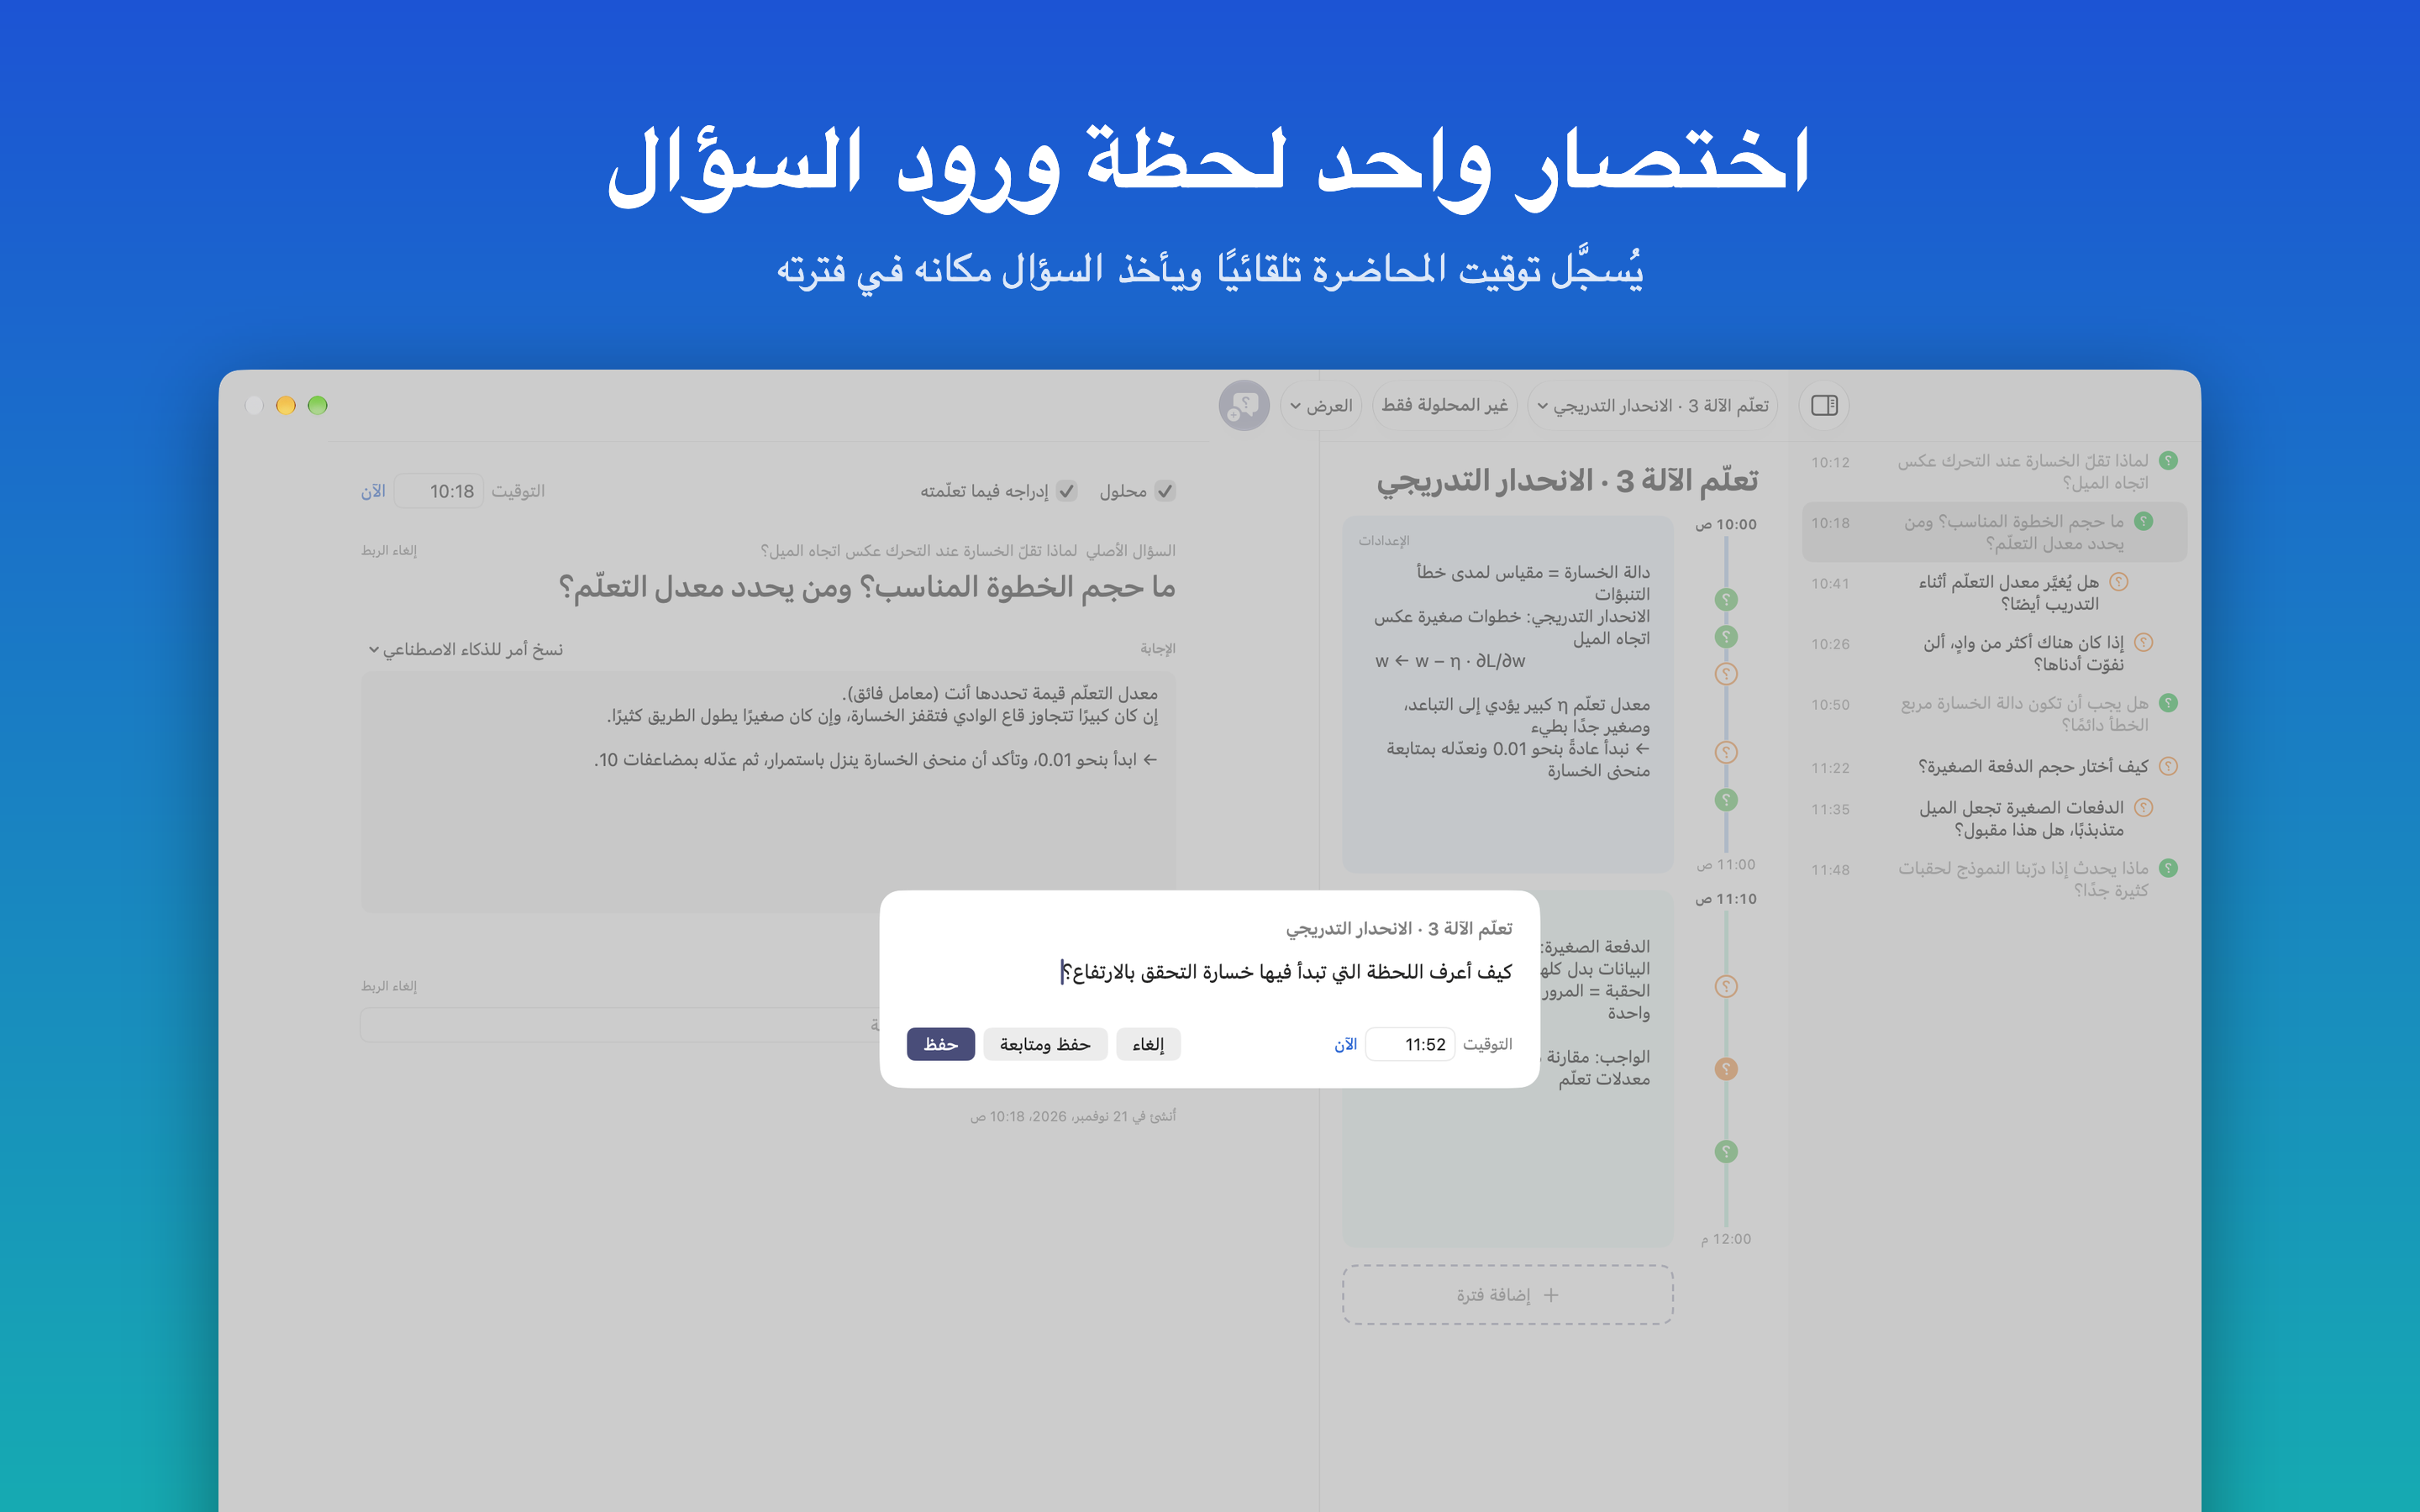 اختصار واحد لحظة ورود السؤال
يُسجَّل توقيت المحاضرة تلقائيًا ويأخذ السؤال مكانه في فترته
تعلّم الآلة 3 · الانحدار التدريجي
غير المحلولة فقط
العرض
لماذا تقلّ الخسارة عند التحرك عكس
اتجاه الميل؟
10:12
ما حجم الخطوة المناسب؟ ومن
يحدد معدل التعلّم؟
10:18
هل يُغيَّر معدل التعلّم أثناء
التدريب أيضًا؟
10:41
إذا كان هناك أكثر من وادٍ، ألن
نفوّت أدناها؟
10:26
هل يجب أن تكون دالة الخسارة مربع
الخطأ دائمًا؟
10:50
كيف أختار حجم الدفعة الصغيرة؟
11:22
الدفعات الصغيرة تجعل الميل
متذبذبًا، هل هذا مقبول؟
11:35
ماذا يحدث إذا درّبنا النموذج لحقبات
كثيرة جدًا؟
11:48
تعلّم الآلة 3 · الانحدار التدريجي
10:00 ص
الإعدادات
دالة الخسارة = مقياس لمدى خطأ
التنبؤات
الانحدار التدريجي: خطوات صغيرة عكس
اتجاه الميل
w ← w − η · ∂L/∂w
معدل تعلّم η كبير يؤدي إلى التباعد،
وصغير جدًا بطيء
← نبدأ عادةً بنحو 0.01 ونعدّله بمتابعة
منحنى الخسارة
11:00 ص
11:10 ص
الدفعة الصغيرة:
البيانات بدل كلها
الحقبة = المرور
واحدة
الواجب: مقارنة
معدلات تعلّم
12:00 م
إضافة فترة
محلول
إدراجه فيما تعلّمته
التوقيت
10:18
الآن
السؤال الأصلي لماذا تقلّ الخسارة عند التحرك عكس اتجاه الميل؟
إلغاء الربط
ما حجم الخطوة المناسب؟ ومن يحدد معدل التعلّم؟
الإجابة
نسخ أمر للذكاء الاصطناعي
معدل التعلّم قيمة تحددها أنت (معامل فائق).
إن كان كبيرًا تتجاوز قاع الوادي فتقفز الخسارة، وإن كان صغيرًا يطول الطريق كثيرًا.
← ابدأ بنحو 0.01، وتأكد أن منحنى الخسارة ينزل باستمرار، ثم عدّله بمضاعفات 10.
إلغاء الربط
أنشئ في 21 نوفمبر، 2026، 10:18 ص
تعلّم الآلة 3 · الانحدار التدريجي
كيف أعرف اللحظة التي تبدأ فيها خسارة التحقق بالارتفاع؟
التوقيت
11:52
الآن
إلغاء
حفظ ومتابعة
حفظ